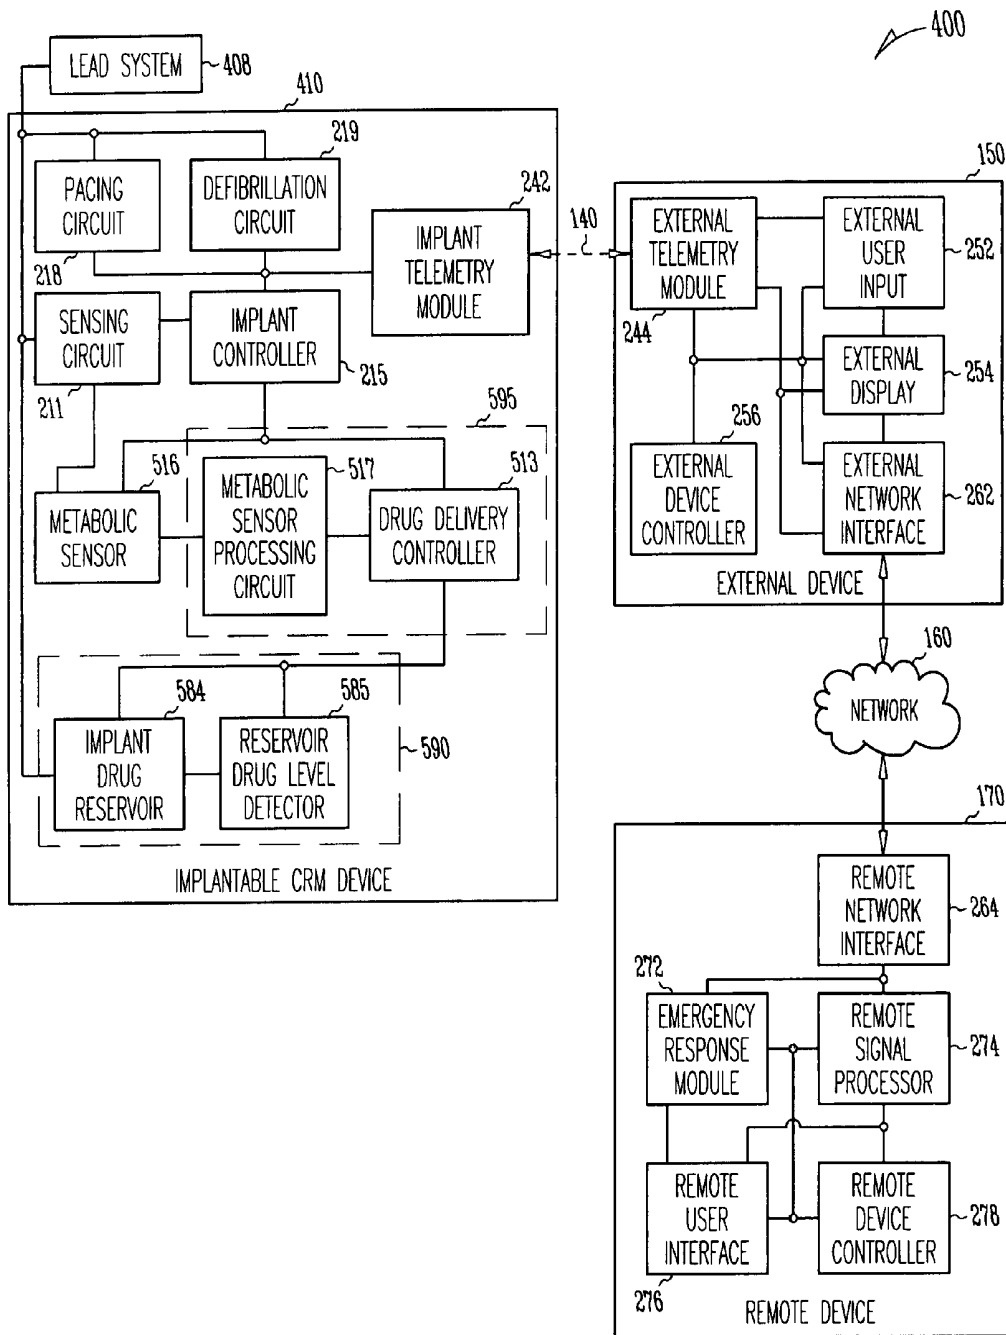 400
LEAD SYSTEM
408
410
PACING
CIRCUIT
218
DEFIBRILLATION
CIRCUIT
219
IMPLANT
TELEMETRY
MODULE
242
140
SENSING
CIRCUIT
211
IMPLANT
CONTROLLER
215
595
METABOLIC
SENSOR
516
METABOLIC
SENSOR
PROCESSING
CIRCUIT
517
DRUG DELIVERY
CONTROLLER
513
IMPLANT
DRUG
RESERVOIR
584
RESERVOIR
DRUG LEVEL
DETECTOR
585
590
IMPLANTABLE CRM DEVICE
150
EXTERNAL
TELEMETRY
MODULE
244
EXTERNAL
USER
INPUT
252
EXTERNAL
DISPLAY
254
256
EXTERNAL
DEVICE
CONTROLLER
EXTERNAL
NETWORK
INTERFACE
262
EXTERNAL DEVICE
160
NETWORK
170
REMOTE
NETWORK
INTERFACE
264
272
EMERGENCY
RESPONSE
MODULE
REMOTE
SIGNAL
PROCESSOR
274
REMOTE
USER
INTERFACE
276
REMOTE
DEVICE
CONTROLLER
278
REMOTE DEVICE